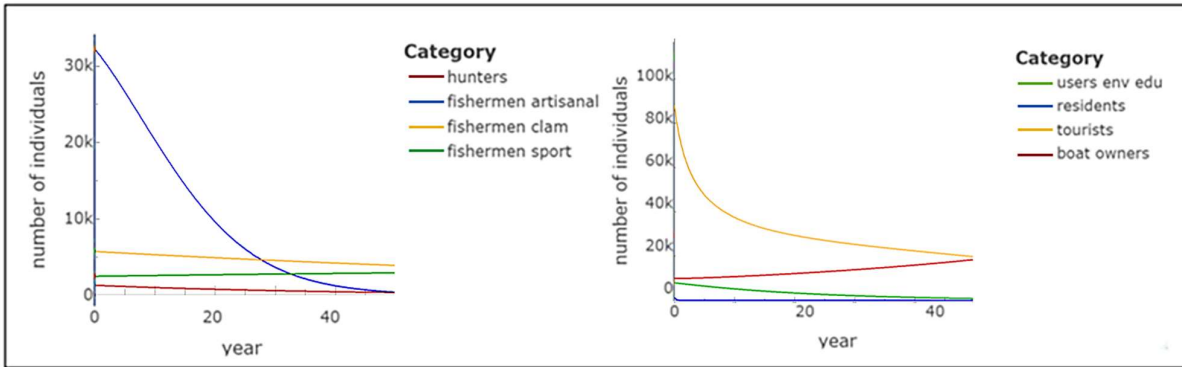 number of individuals
30k
20k
10k
0
0
20
40
year
Category
hunters
fishermen artisanal
fishermen clam
fishermen sport
number of individuals
100k
80k
60k
40k
20k
0
0
20
40
year
Category
users env edu
residents
tourists
boat owners